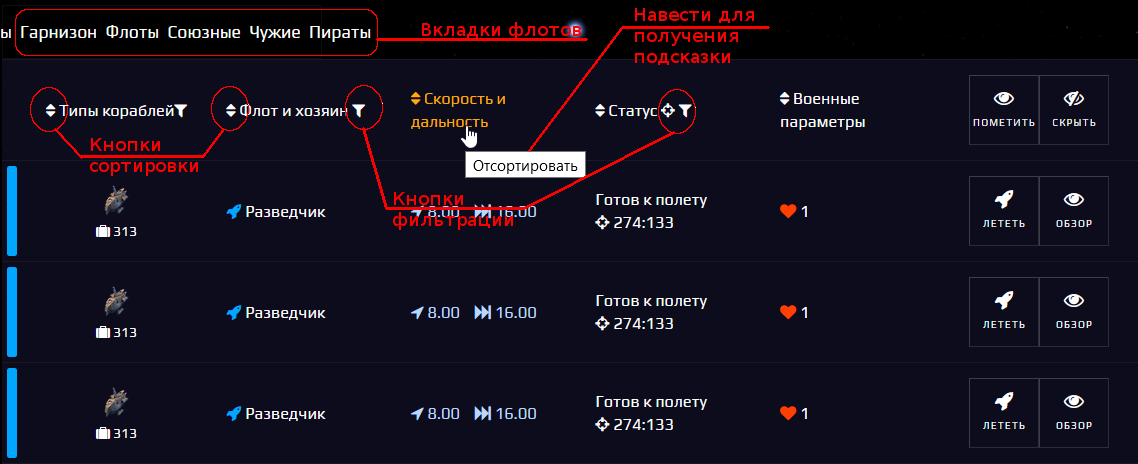 ы Гарнизон Флоты Союзные Чужие Пираты
Вкладки флотов
Навести для
получения
подсказки
Типы кораблей
Флот и хозяин
Скорость и
дальность
Статус
Военные
параметры
ПОМЕТИТЬ
СКРЫТЬ
Кнопки
сортировки
Отсортировать
Кнопки
фильтрации
313
Разведчик
8.00 16.00
Готов к полету
274:133
1
ЛЕТЕТЬ
ОБЗОР
313
Разведчик
8.00 16.00
Готов к полету
274:133
1
ЛЕТЕТЬ
ОБЗОР
313
Разведчик
8.00 16.00
Готов к полету
274:133
1
ЛЕТЕТЬ
ОБЗОР